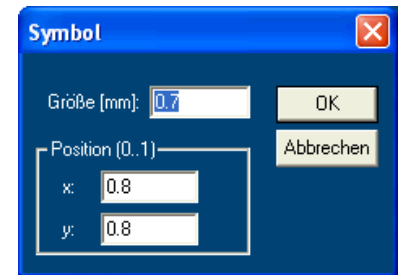 Symbol
Größe [mm]: 0.7
OK
Abbrechen
Position (0..1)
x: 0.8
y: 0.8